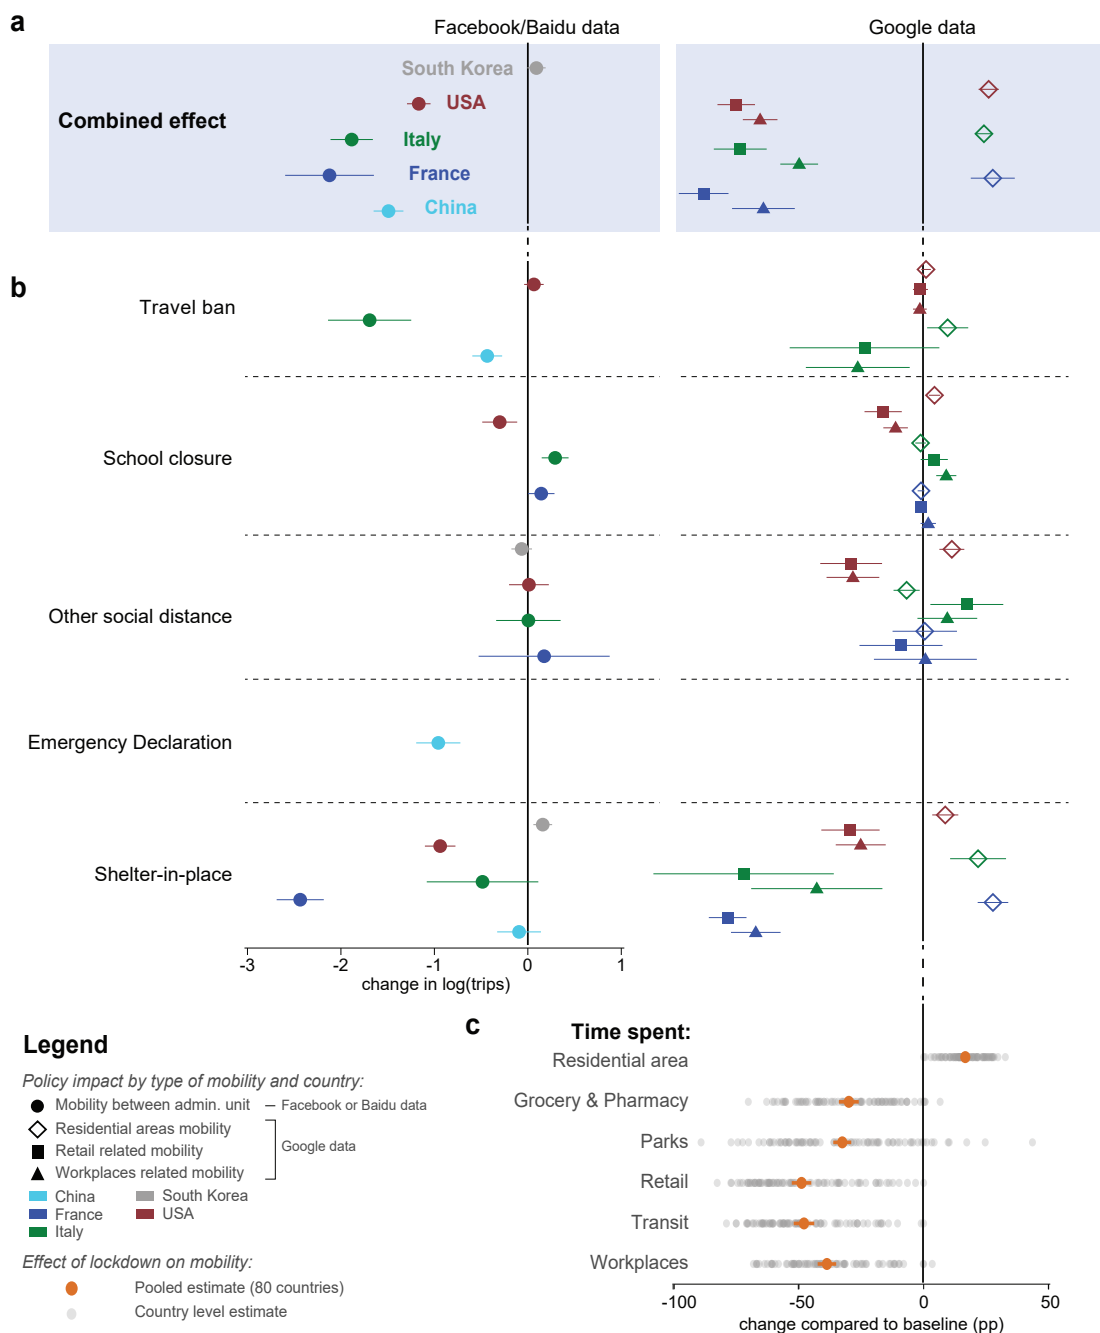 a
Facebook/Baidu data
Google data
South Korea
USA
Combined effect
Italy
France
China
b
Travel ban
School closure
Other social distance
Emergency Declaration
Shelter-in-place
-3 -2 -1 0 1
change in log(trips)
c
Time spent:
Residential area
Grocery & Pharmacy
Parks
Retail
Transit
Workplaces
-100 -50 0 50
change compared to baseline (pp)
Legend
Policy impact by type of mobility and country:
Mobility between admin. unit
Facebook or Baidu data
Residential areas mobility
Retail related mobility
Google data
Workplaces related mobility
China
South Korea
France
USA
Italy
Effect of lockdown on mobility:
Pooled estimate (80 countries)
Country level estimate